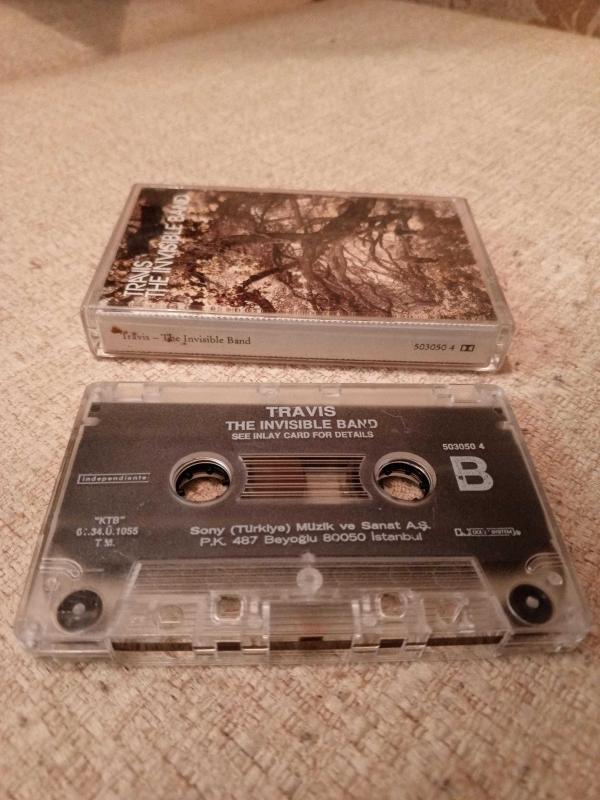 TRAVIS
THE INVISIBLE BAND
Travis – The Invisible Band
503050 4
TRAVIS
THE INVISIBLE BAND
SEE INLAY CARD FOR DETAILS
503050 4
B
independiente
"KTB"
T.M.
Sony (Türkiye) Müzik ve Sanat A.Ş.
P.K. 487 Beyoğlu 80050 İstanbul
SYSTEM